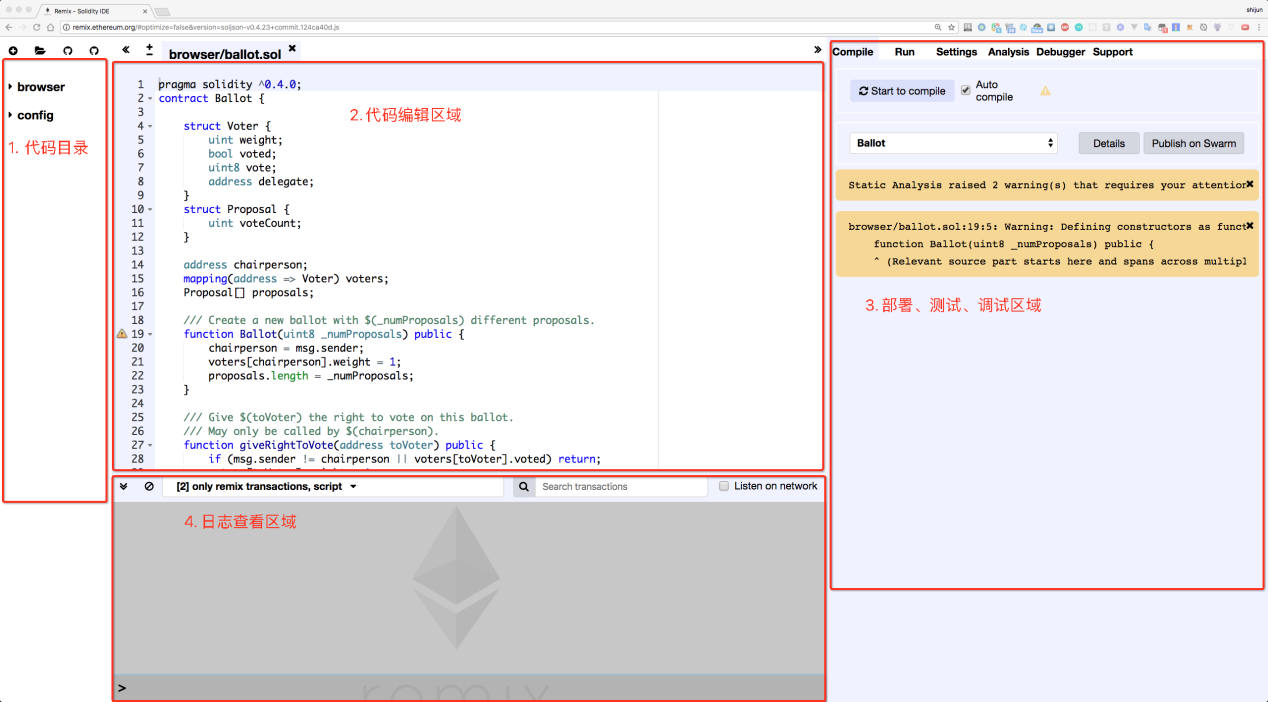 Remix - Solidity IDE
shijun
remix.ethereum.org/#optimize=false&version=soljson-v0.4.23+commit.124ca40d.js
browser/ballot.sol
Compile Run Settings Analysis Debugger Support
browser
config
1. 代码目录
1 pragma solidity ^0.4.0;
2 contract Ballot {
3
4 struct Voter {
5 uint weight;
6 bool voted;
7 uint8 vote;
8 address delegate;
9 }
10 struct Proposal {
11 uint voteCount;
12 }
13
14 address chairperson;
15 mapping(address => Voter) voters;
16 Proposal[] proposals;
17
18 /// Create a new ballot with $(_numProposals) different proposals.
19 function Ballot(uint8 _numProposals) public {
20 chairperson = msg.sender;
21 voters[chairperson].weight = 1;
22 proposals.length = _numProposals;
23 }
24
25 /// Give $(toVoter) the right to vote on this ballot.
26 /// May only be called by $(chairperson).
27 function giveRightToVote(address toVoter) public {
28 if (msg.sender != chairperson || voters[toVoter].voted) return;
2. 代码编辑区域
Start to compile
Auto compile
Ballot
Details
Publish on Swarm
Static Analysis raised 2 warning(s) that requires your attention
browser/ballot.sol:19:5: Warning: Defining constructors as funct
function Ballot(uint8 _numProposals) public {
^ (Relevant source part starts here and spans across multipl
3. 部署、测试、调试区域
[2] only remix transactions, script
Search transactions
Listen on network
4. 日志查看区域
>
remix